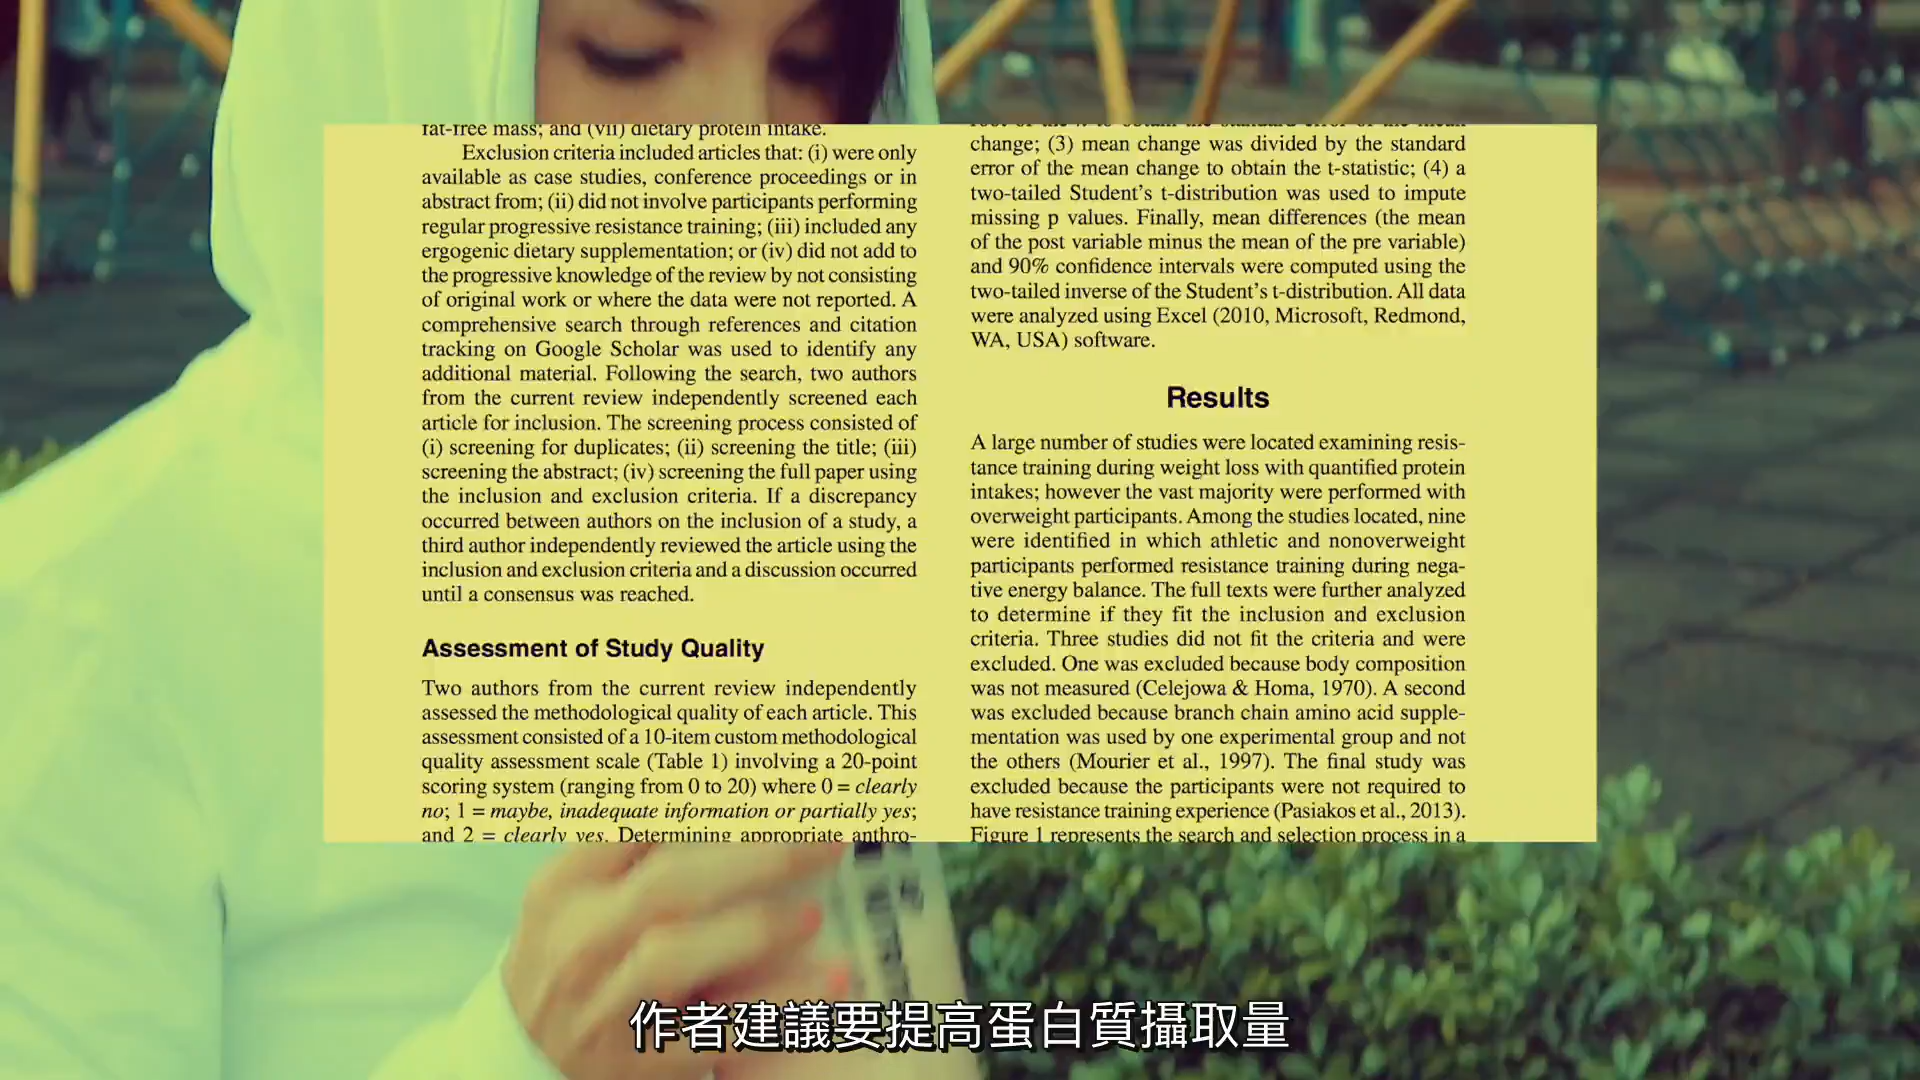 fat-free mass; and (vii) dietary protein intake.
Exclusion criteria included articles that: (i) were only
available as case studies, conference proceedings or in
abstract from; (ii) did not involve participants performing
regular progressive resistance training; (iii) included any
ergogenic dietary supplementation; or (iv) did not add to
the progressive knowledge of the review by not consisting
of original work or where the data were not reported. A
comprehensive search through references and citation
tracking on Google Scholar was used to identify any
additional material. Following the search, two authors
from the current review independently screened each
article for inclusion. The screening process consisted of
(i) screening for duplicates; (ii) screening the title; (iii)
screening the abstract; (iv) screening the full paper using
the inclusion and exclusion criteria. If a discrepancy
occurred between authors on the inclusion of a study, a
third author independently reviewed the article using the
inclusion and exclusion criteria and a discussion occurred
until a consensus was reached.
Assessment of Study Quality
Two authors from the current review independently
assessed the methodological quality of each article. This
assessment consisted of a 10-item custom methodological
quality assessment scale (Table 1) involving a 20-point
scoring system (ranging from 0 to 20) where 0 = clearly
no; 1 = maybe, inadequate information or partially yes;
and 2 = clearly yes. Determining appropriate anthro-
change; (3) mean change was divided by the standard
error of the mean change to obtain the t-statistic; (4) a
two-tailed Student's t-distribution was used to impute
missing p values. Finally, mean differences (the mean
of the post variable minus the mean of the pre variable)
and 90% confidence intervals were computed using the
two-tailed inverse of the Student's t-distribution. All data
were analyzed using Excel (2010, Microsoft, Redmond,
WA, USA) software.
Results
A large number of studies were located examining resis-
tance training during weight loss with quantified protein
intakes; however the vast majority were performed with
overweight participants. Among the studies located, nine
were identified in which athletic and nonoverweight
participants performed resistance training during nega-
tive energy balance. The full texts were further analyzed
to determine if they fit the inclusion and exclusion
criteria. Three studies did not fit the criteria and were
excluded. One was excluded because body composition
was not measured (Celejowa & Homa, 1970). A second
was excluded because branch chain amino acid supple-
mentation was used by one experimental group and not
the others (Mourier et al., 1997). The final study was
excluded because the participants were not required to
have resistance training experience (Pasiakos et al., 2013).
Figure 1 represents the search and selection process in a
作者建議要提高蛋白質攝取量